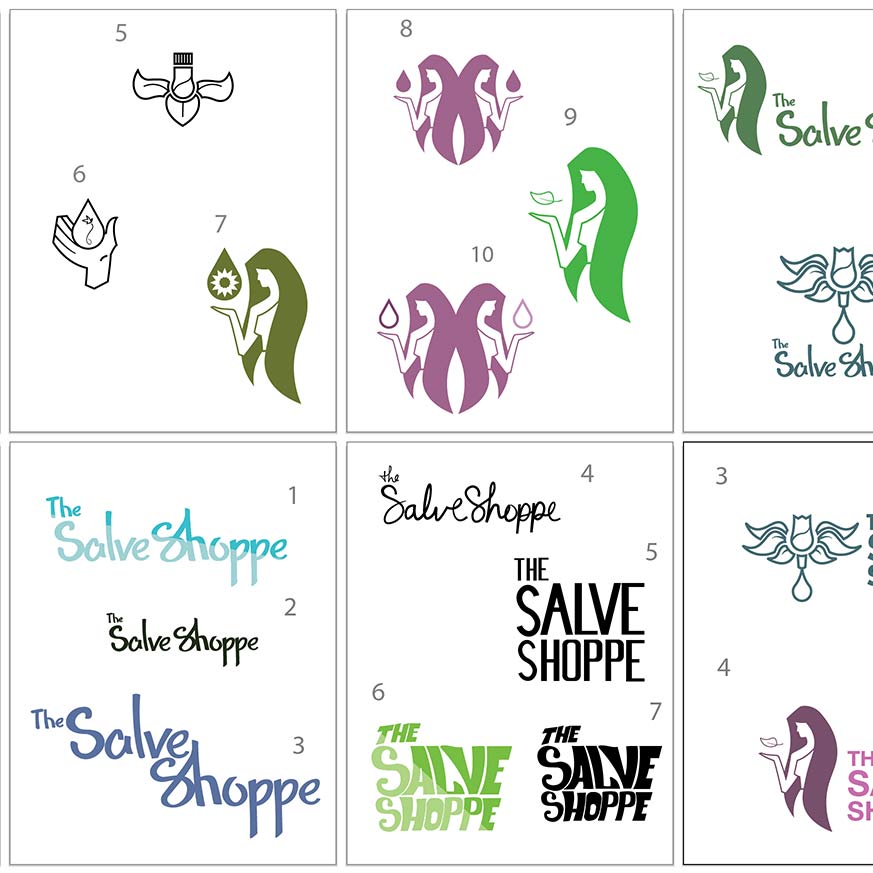 5
6
7
8
9
10
The
Salve S
The
Salve Sh
1
The
Salve Shoppe
2
The
Salve Shoppe
3
The Salve
Shoppe
4
the
Salve Shoppe
5
THE
SALVE
SHOPPE
6
THE
SALVE
SHOPPE
7
THE
SALVE
SHOPPE
3
4
TH
SA
SH